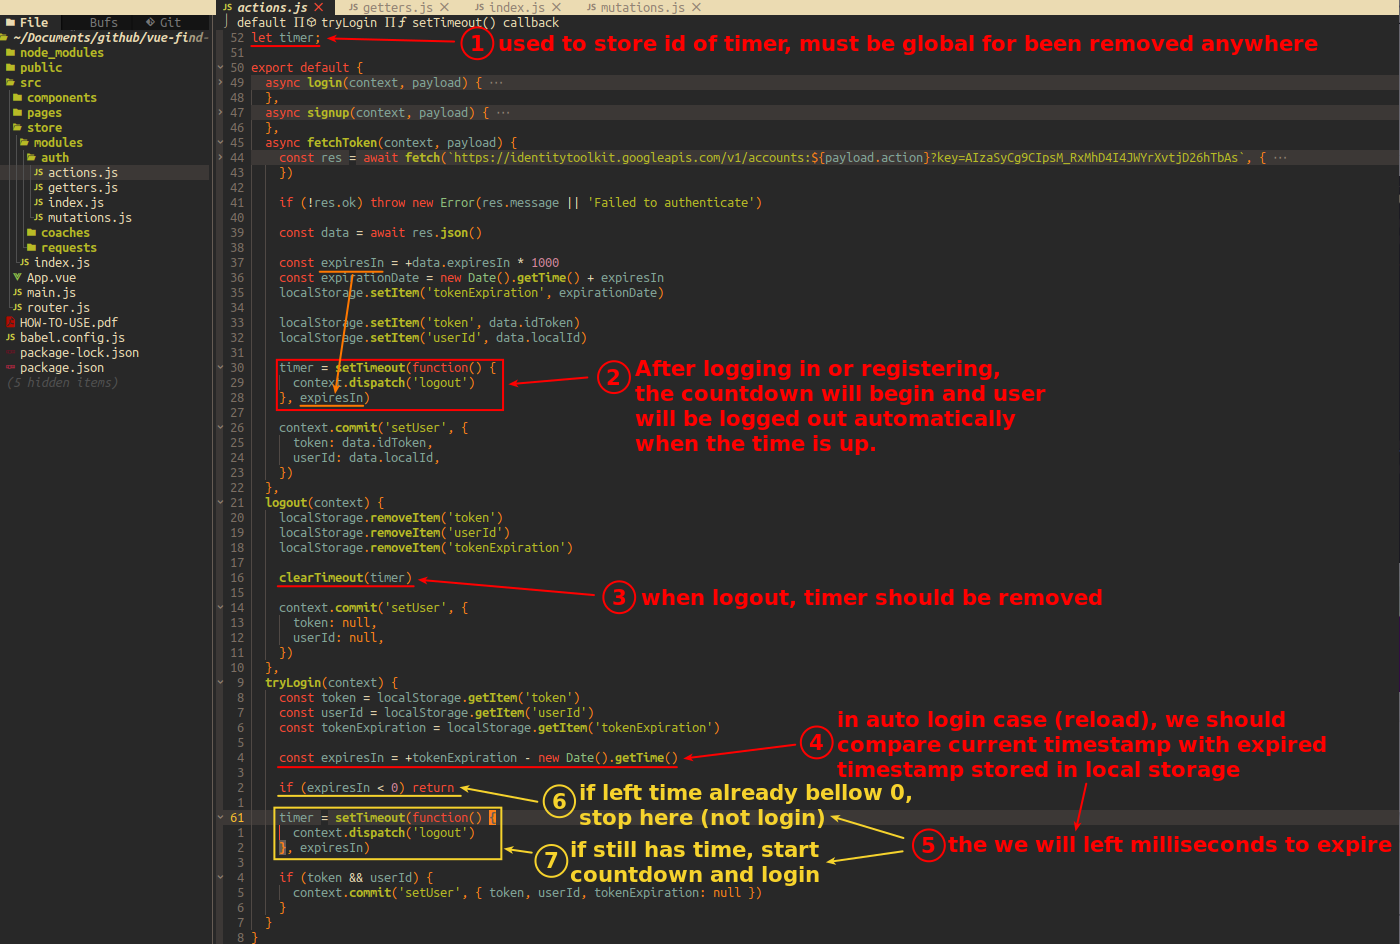 File Bufs Git
~/Documents/github/vue-find-
node_modules
public
src
components
pages
store
modules
auth
JS actions.js
JS getters.js
JS index.js
JS mutations.js
coaches
requests
JS index.js
App.vue
JS main.js
JS router.js
HOW-TO-USE.pdf
JS babel.config.js
package-lock.json
package.json
(5 hidden items)
JS actions.js JS getters.js JS index.js JS mutations.js
default tryLogin setTimeout() callback
52 let timer;
51
50 export default {
49 async login(context, payload) { ···
48 },
47 async signup(context, payload) { ···
46 },
45 async fetchToken(context, payload) {
44 const res = await fetch(`https://identitytoolkit.googleapis.com/v1/accounts:${payload.action}?key=AIzaSyCg9CIpsM_RxMhD4I4JWYrXvtjD26hTbAs`, { ···
43 })
42
41 if (!res.ok) throw new Error(res.message || 'Failed to authenticate')
40
39 const data = await res.json()
38
37 const expiresIn = +data.expiresIn * 1000
36 const expirationDate = new Date().getTime() + expiresIn
35 localStorage.setItem('tokenExpiration', expirationDate)
34
33 localStorage.setItem('token', data.idToken)
32 localStorage.setItem('userId', data.localId)
31
30 timer = setTimeout(function() {
29 context.dispatch('logout')
28 }, expiresIn)
27
26 context.commit('setUser', {
25 token: data.idToken,
24 userId: data.localId,
23 })
22 },
21 logout(context) {
20 localStorage.removeItem('token')
19 localStorage.removeItem('userId')
18 localStorage.removeItem('tokenExpiration')
17
16 clearTimeout(timer)
15
14 context.commit('setUser', {
13 token: null,
12 userId: null,
11 })
10 },
9 tryLogin(context) {
8 const token = localStorage.getItem('token')
7 const userId = localStorage.getItem('userId')
6 const tokenExpiration = localStorage.getItem('tokenExpiration')
5
4 const expiresIn = +tokenExpiration - new Date().getTime()
3
2 if (expiresIn < 0) return
1
61 timer = setTimeout(function() {
1 context.dispatch('logout')
2 }, expiresIn)
3
4 if (token && userId) {
5 context.commit('setUser', { token, userId, tokenExpiration: null })
6 }
7 }
8 }
1 used to store id of timer, must be global for been removed anywhere
2 After logging in or registering,
the countdown will begin and user
will be logged out automatically
when the time is up.
3 when logout, timer should be removed
4 in auto login case (reload), we should
compare current timestamp with expired
timestamp stored in local storage
5 the we will left milliseconds to expire
6 if left time already bellow 0,
stop here (not login)
7 if still has time, start
countdown and login